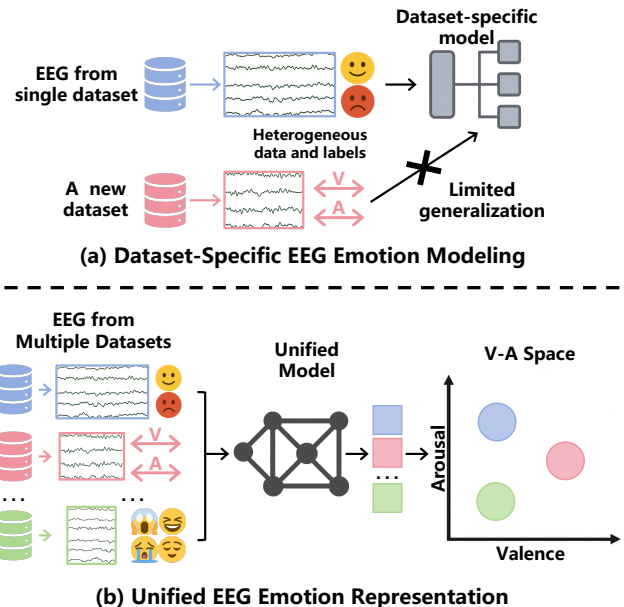 Dataset-specific
model
EEG from
single dataset
Heterogeneous
data and labels
A new
dataset
V
A
Limited
generalization
(a) Dataset-Specific EEG Emotion Modeling
EEG from
Multiple Datasets
Unified
Model
V-A Space
V
A
...
...
...
Arousal
Valence
(b) Unified EEG Emotion Representation